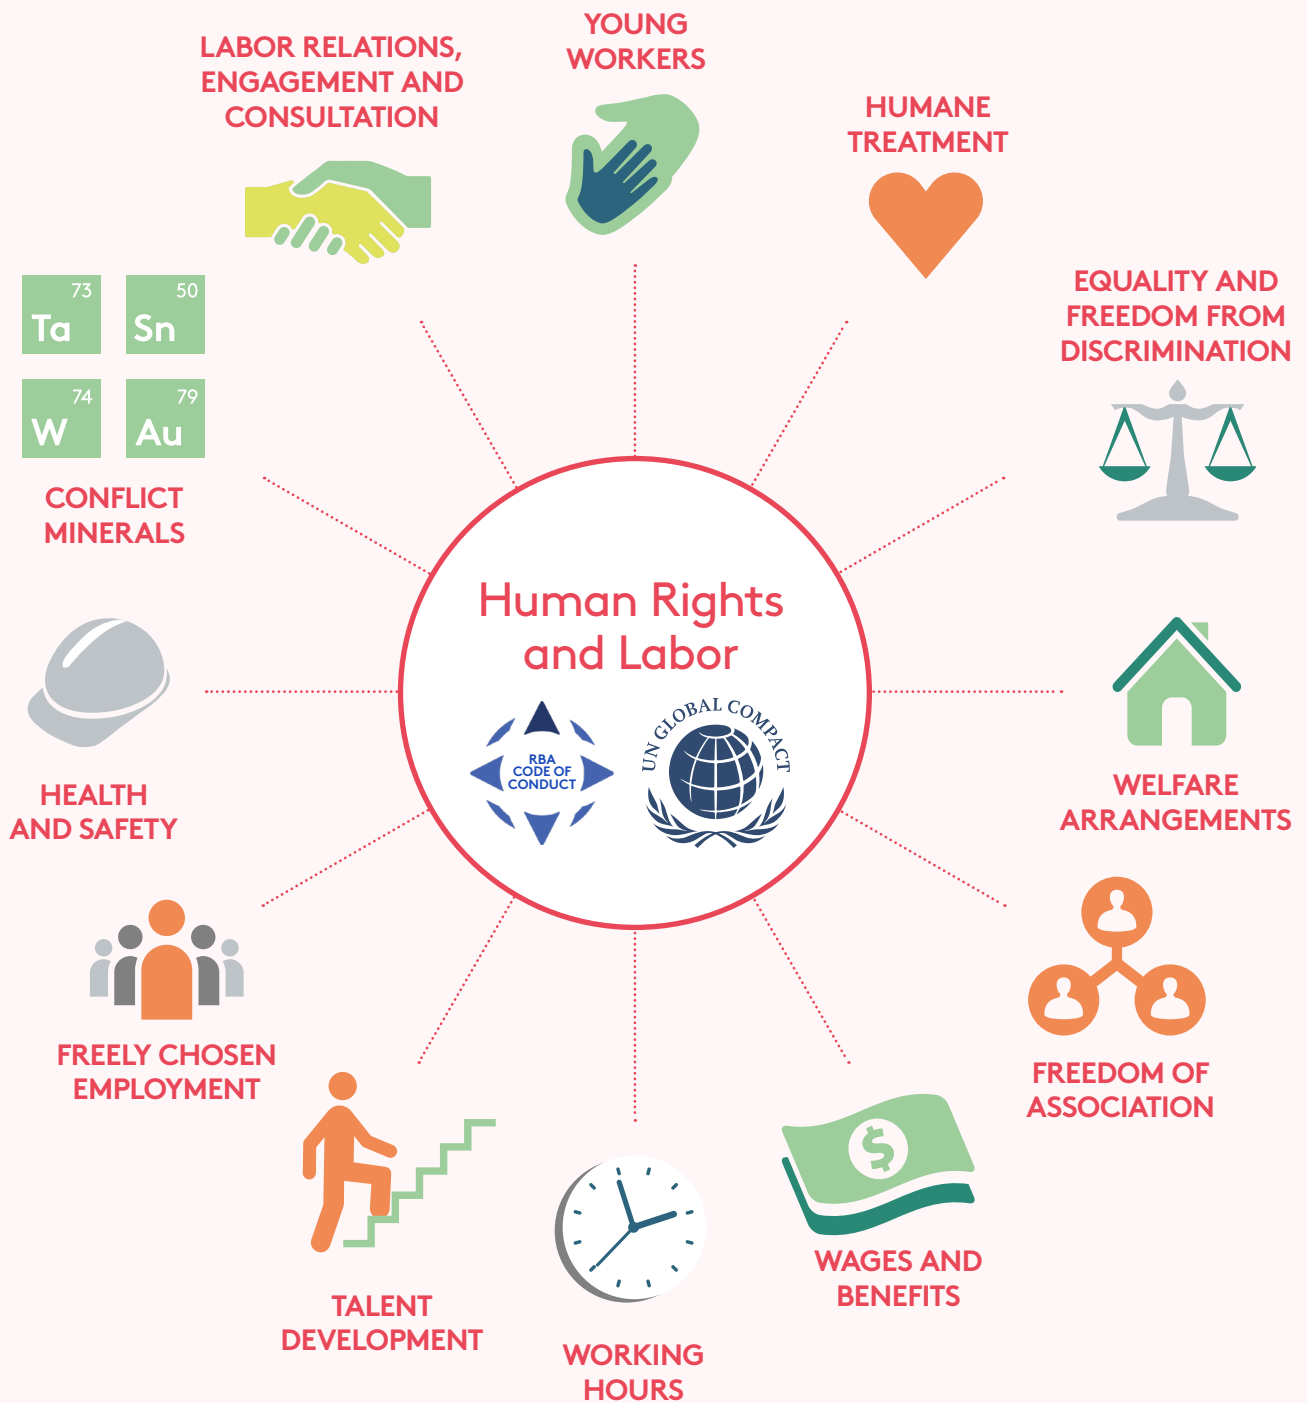 YOUNG
WORKERS
LABOR RELATIONS,
ENGAGEMENT AND
CONSULTATION
HUMANE
TREATMENT
EQUALITY AND
FREEDOM FROM
DISCRIMINATION
73
Ta
50
Sn
74
W
79
Au
CONFLICT
MINERALS
Human Rights
and Labor
RBA
CODE OF
CONDUCT
UN GLOBAL COMPACT
HEALTH
AND SAFETY
WELFARE
ARRANGEMENTS
FREELY CHOSEN
EMPLOYMENT
FREEDOM OF
ASSOCIATION
TALENT
DEVELOPMENT
$
WAGES AND
BENEFITS
WORKING
HOURS